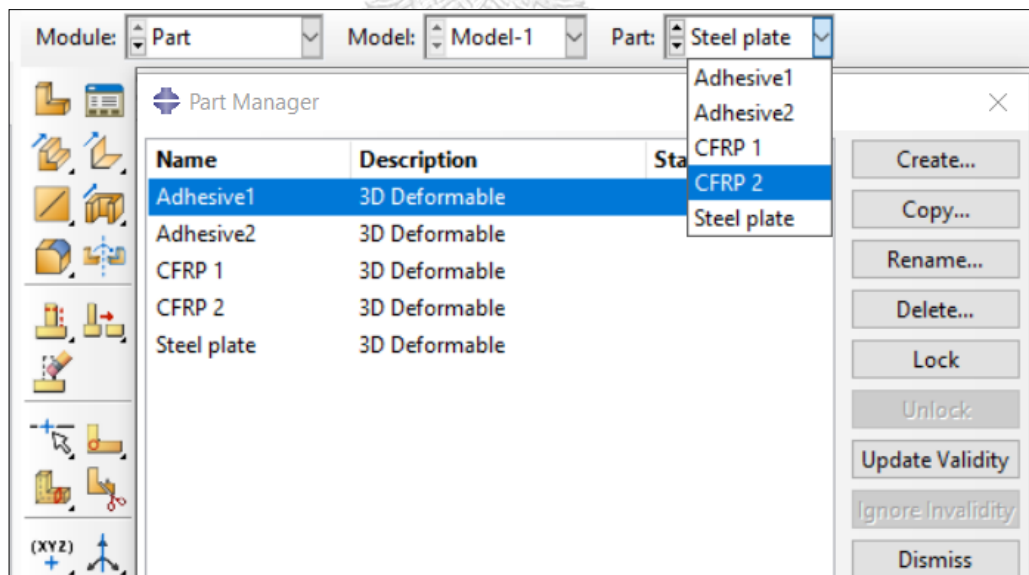 Module: Part Model: Model-1 Part: Steel plate
Adhesive1
Adhesive2
CFRP 1
CFRP 2
Steel plate
Part Manager
Name Description Sta
Adhesive1 3D Deformable
Adhesive2 3D Deformable
CFRP 1 3D Deformable
CFRP 2 3D Deformable
Steel plate 3D Deformable
Create...
Copy...
Rename...
Delete...
Lock
Unlock
Update Validity
Ignore Invalidity
Dismiss
(XYZ)